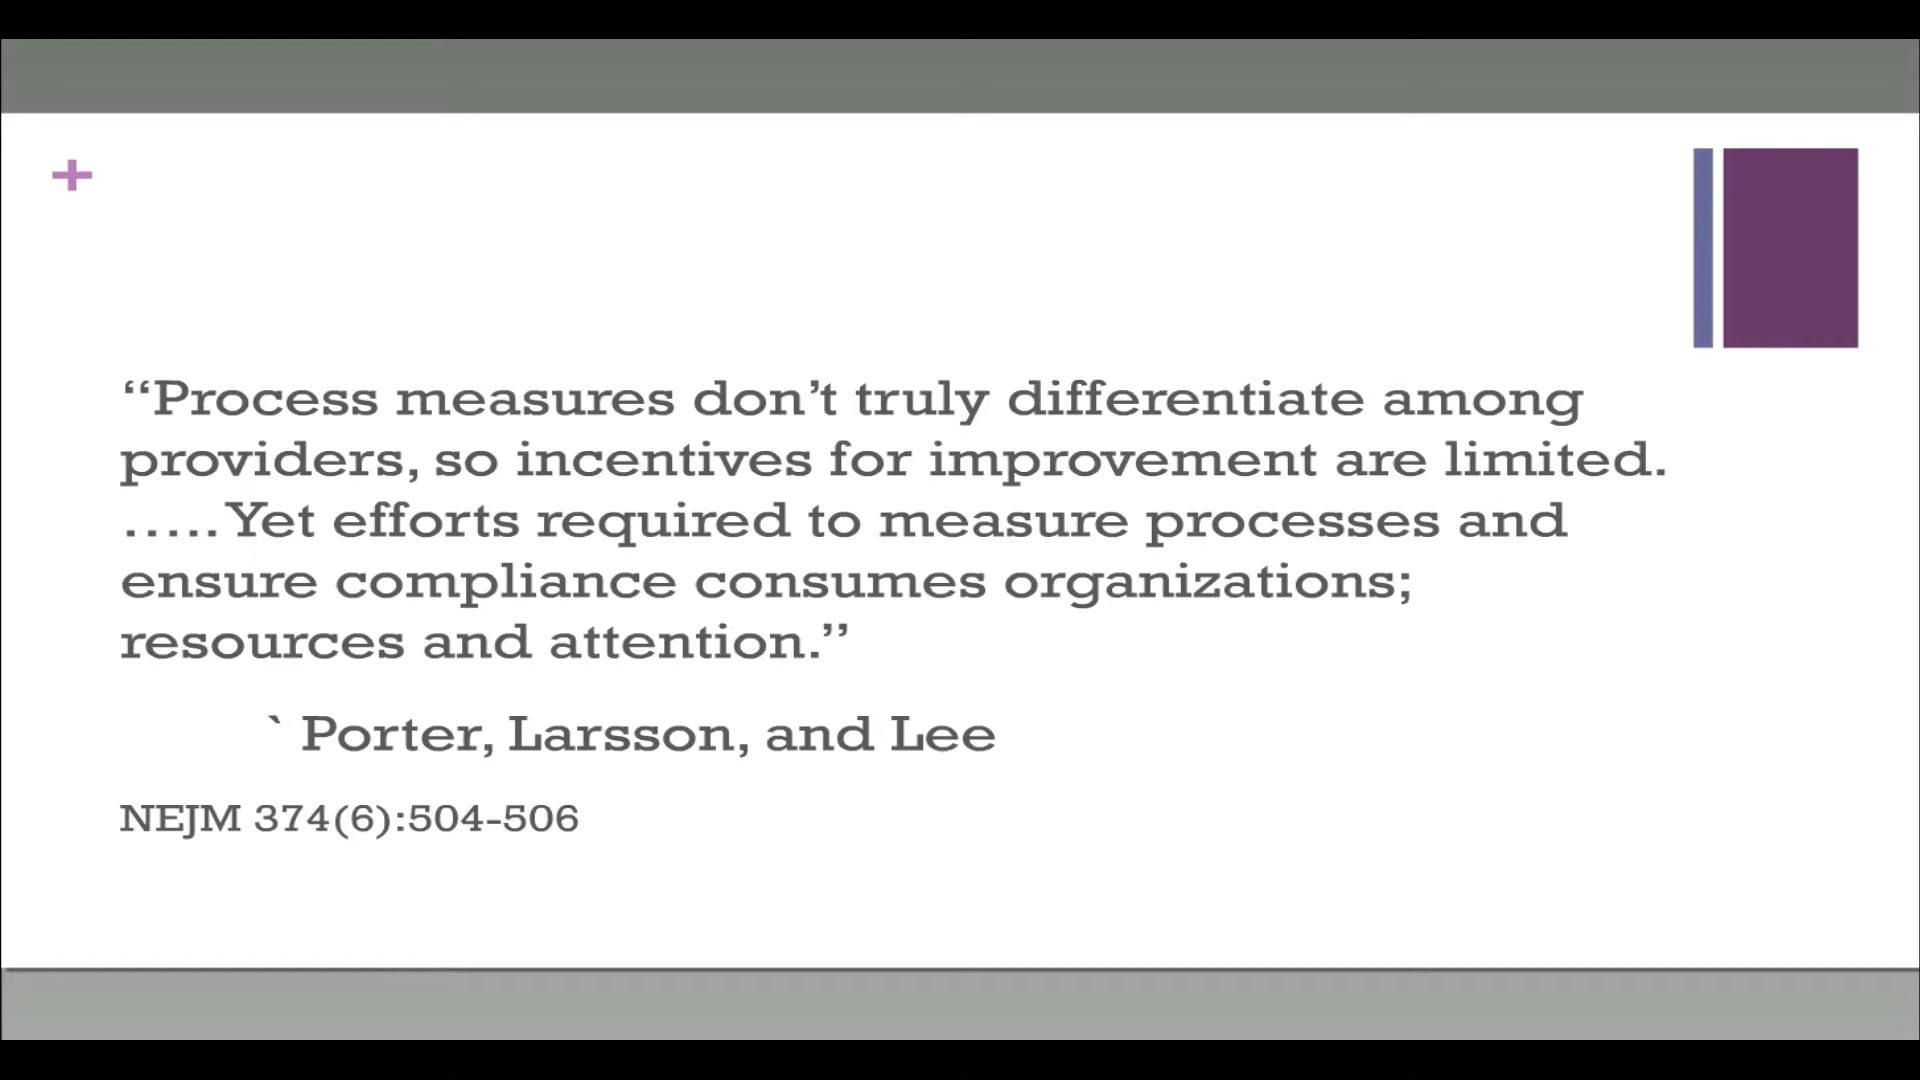 +
“Process measures don’t truly differentiate among
providers, so incentives for improvement are limited.
…..Yet efforts required to measure processes and
ensure compliance consumes organizations;
resources and attention.”
` Porter, Larsson, and Lee
NEJM 374(6):504-506